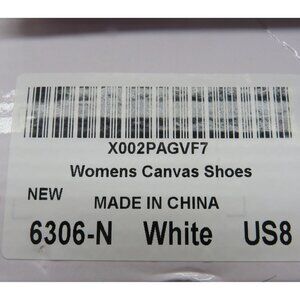 X002PAGVF7
Womens Canvas Shoes
NEW
MADE IN CHINA
6306-N White US8